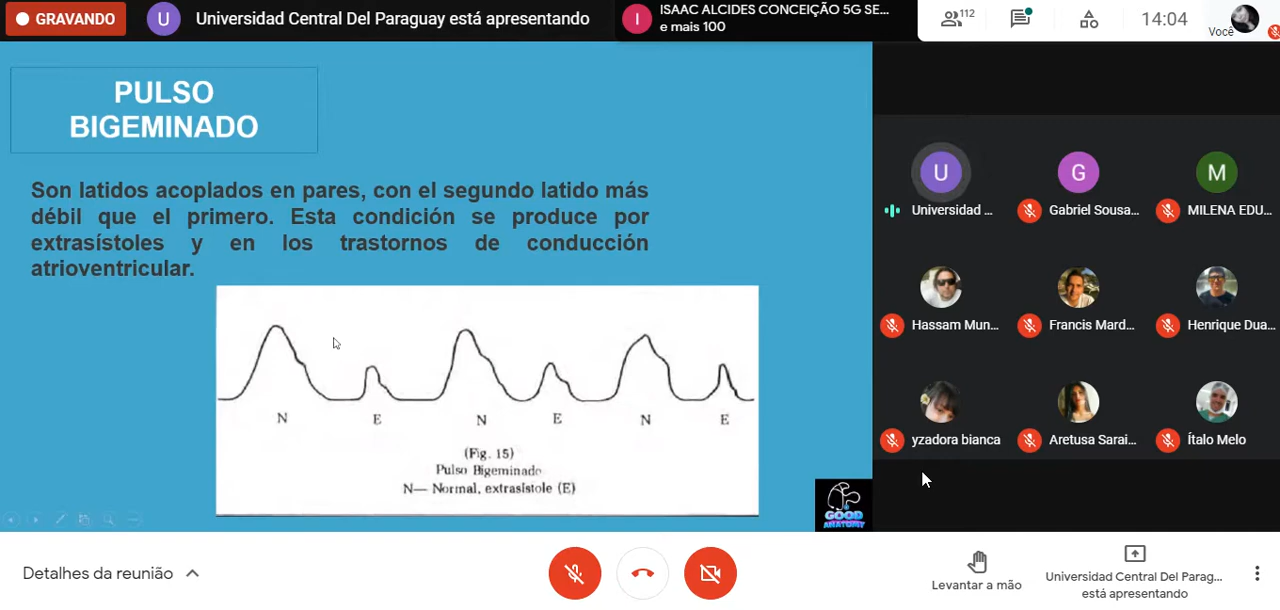 GRAVANDO
U
Universidad Central Del Paraguay está apresentando
I
ISAAC ALCIDES CONCEIÇÃO 5G SE...
e mais 100
112
14:04
Você
PULSO
BIGEMINADO
Son latidos acoplados en pares, con el segundo latido más
débil que el primero. Esta condición se produce por
extrasístoles y en los trastornos de conducción
atrioventricular.
N E N E N E
(Fig. 15)
Pulso Bigeminado
N— Normal, extrasístole (E)
GOOD
ANATOMY
U
Universidad ...
G
Gabriel Sousa...
M
MILENA EDU...
Hassam Mun...
Francis Mard...
Henrique Dua...
yzadora bianca
Aretusa Sarai...
Ítalo Melo
Detalhes da reunião
Levantar a mão
Universidad Central Del Parag...
está apresentando